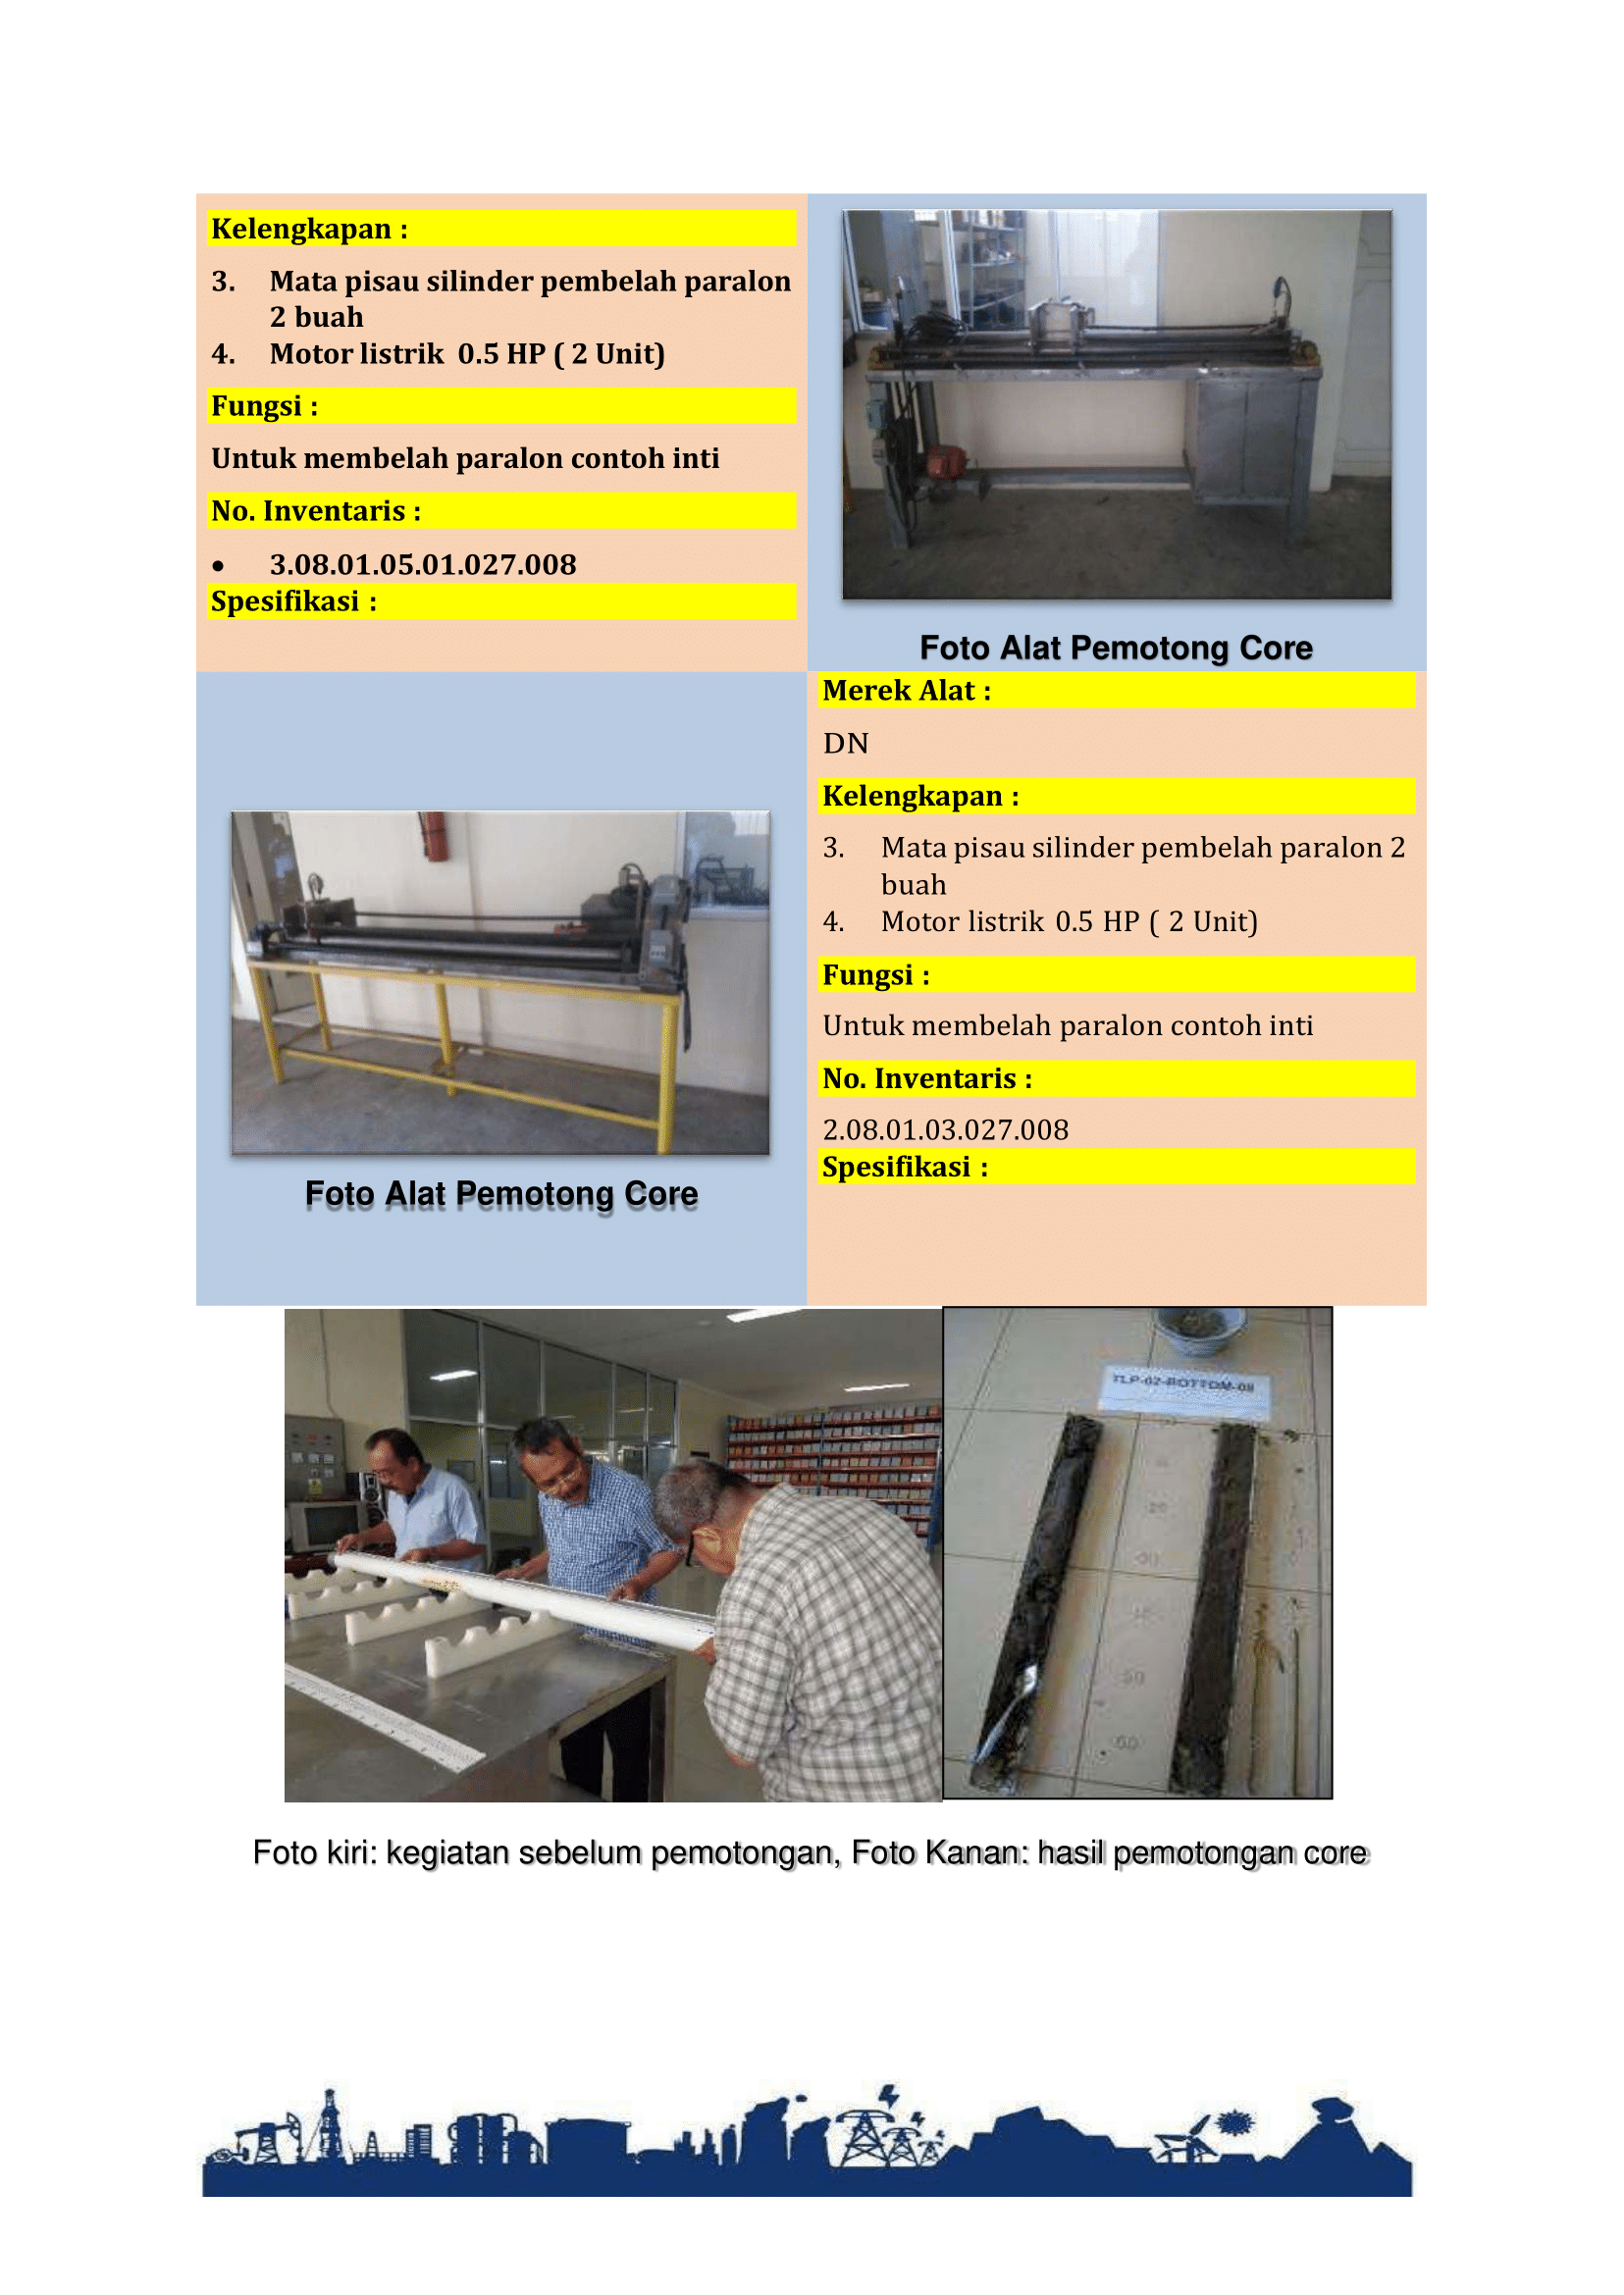 Kelengkapan :
3. Mata pisau silinder pembelah paralon
2 buah
4. Motor listrik 0.5 HP ( 2 Unit)
Fungsi :
Untuk membelah paralon contoh inti
No. Inventaris :
• 3.08.01.05.01.027.008
Spesifikasi :
Foto Alat Pemotong Core
Foto Alat Pemotong Core
Merek Alat :
DN
Kelengkapan :
3. Mata pisau silinder pembelah paralon 2
buah
4. Motor listrik 0.5 HP ( 2 Unit)
Fungsi :
Untuk membelah paralon contoh inti
No. Inventaris :
2.08.01.03.027.008
Spesifikasi :
TLP-02-BOTTOM-08
20
30
50
60
Foto kiri: kegiatan sebelum pemotongan, Foto Kanan: hasil pemotongan core